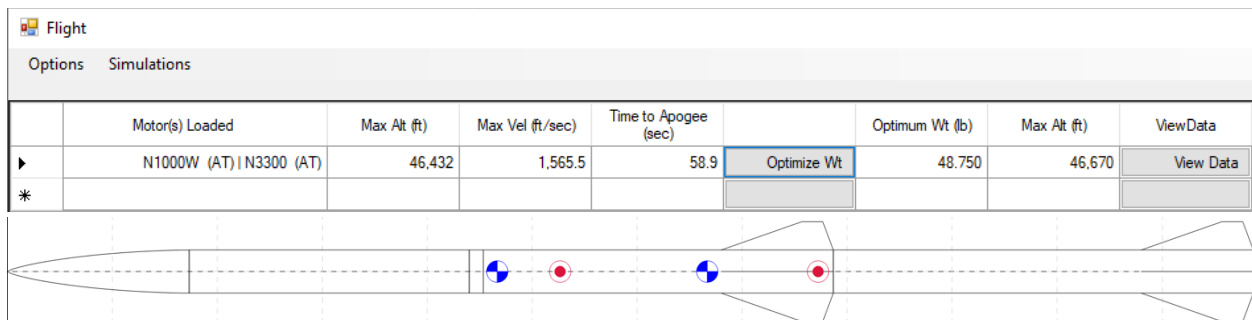 Flight
Options Simulations
Motor(s) Loaded Max Alt (ft) Max Vel (ft/sec) Time to Apogee (sec) Optimum Wt (lb) Max Alt (ft) ViewData
N1000W (AT) | N3300 (AT) 46,432 1,565.5 58.9 Optimize Wt 48.750 46,670 View Data